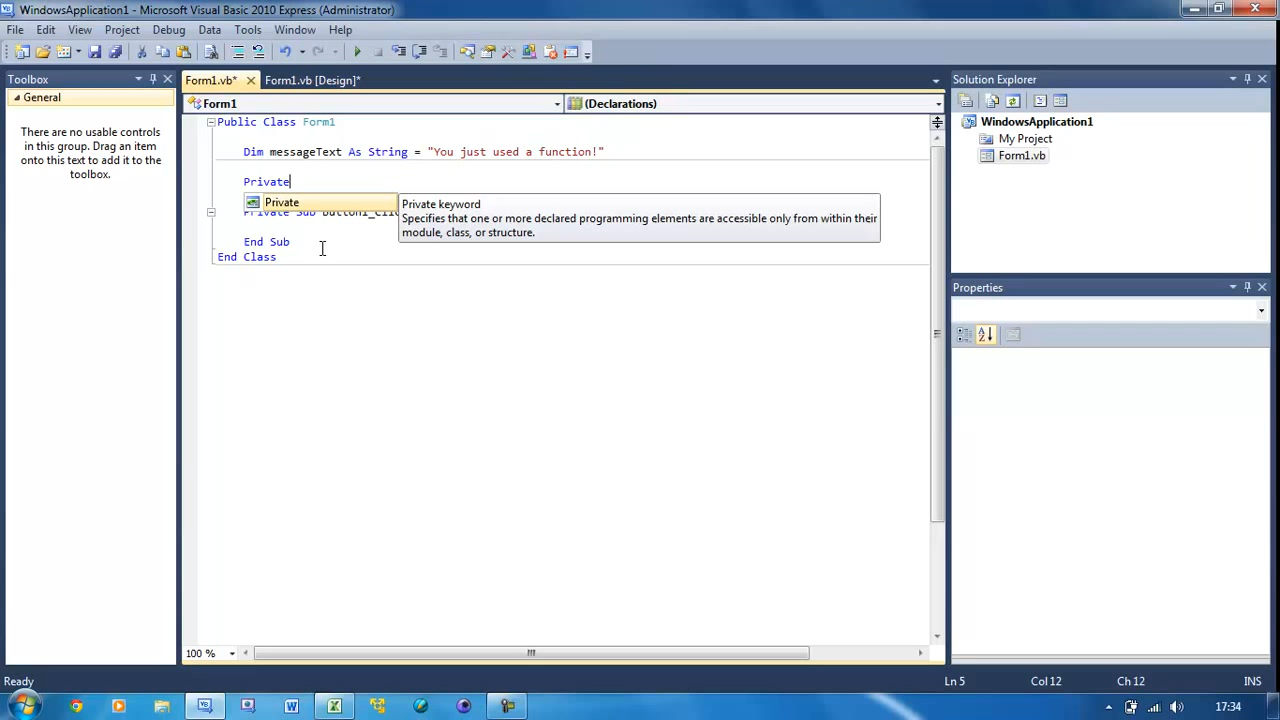 WindowsApplication1 - Microsoft Visual Basic 2010 Express (Administrator)
File Edit View Project Debug Data Tools Window Help
Toolbox
General
There are no usable controls
in this group. Drag an item
onto this text to add it to the
toolbox.
Form1.vb*
Form1.vb [Design]*
Form1
(Declarations)
Public Class Form1
Dim messageText As String = "You just used a function!"
Private
Private
Private keyword
Specifies that one or more declared programming elements are accessible only from within their
module, class, or structure.
Private Sub Button1_Clic
End Sub
End Class
100 %
Solution Explorer
WindowsApplication1
My Project
Form1.vb
Properties
Ready
Ln 5
Col 12
Ch 12
INS
17:34